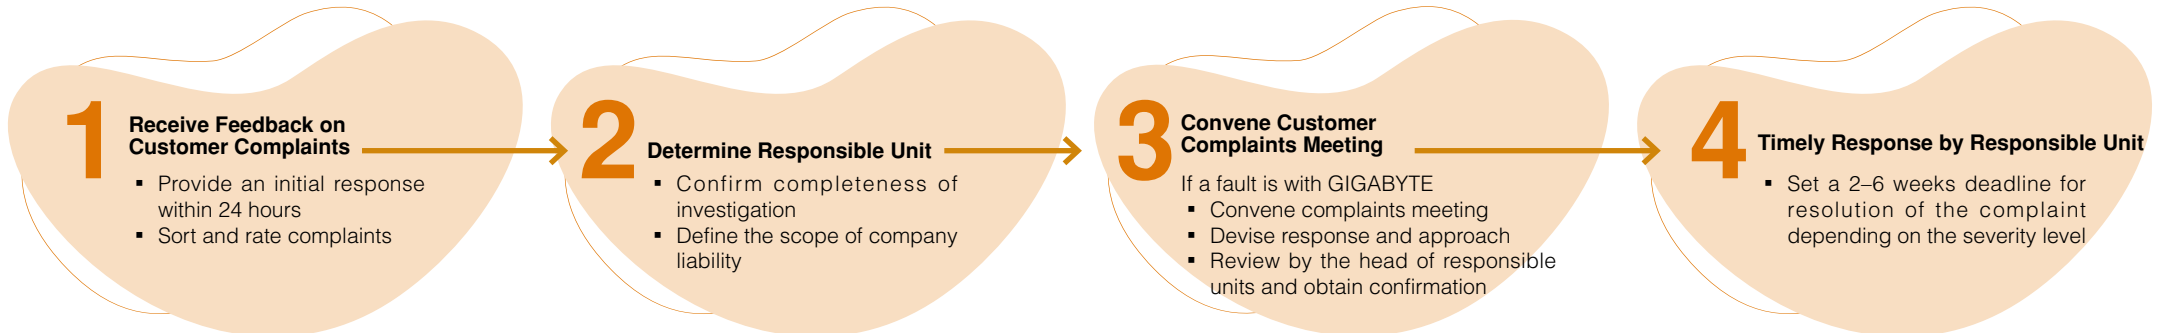 1
Receive Feedback on
Customer Complaints
▪ Provide an initial response
within 24 hours
▪ Sort and rate complaints
2
Determine Responsible Unit
▪ Confirm completeness of
investigation
▪ Define the scope of company
liability
3
Convene Customer
Complaints Meeting
If a fault is with GIGABYTE
▪ Convene complaints meeting
▪ Devise response and approach
▪ Review by the head of responsible
units and obtain confirmation
4
Timely Response by Responsible Unit
▪ Set a 2–6 weeks deadline for
resolution of the complaint
depending on the severity level